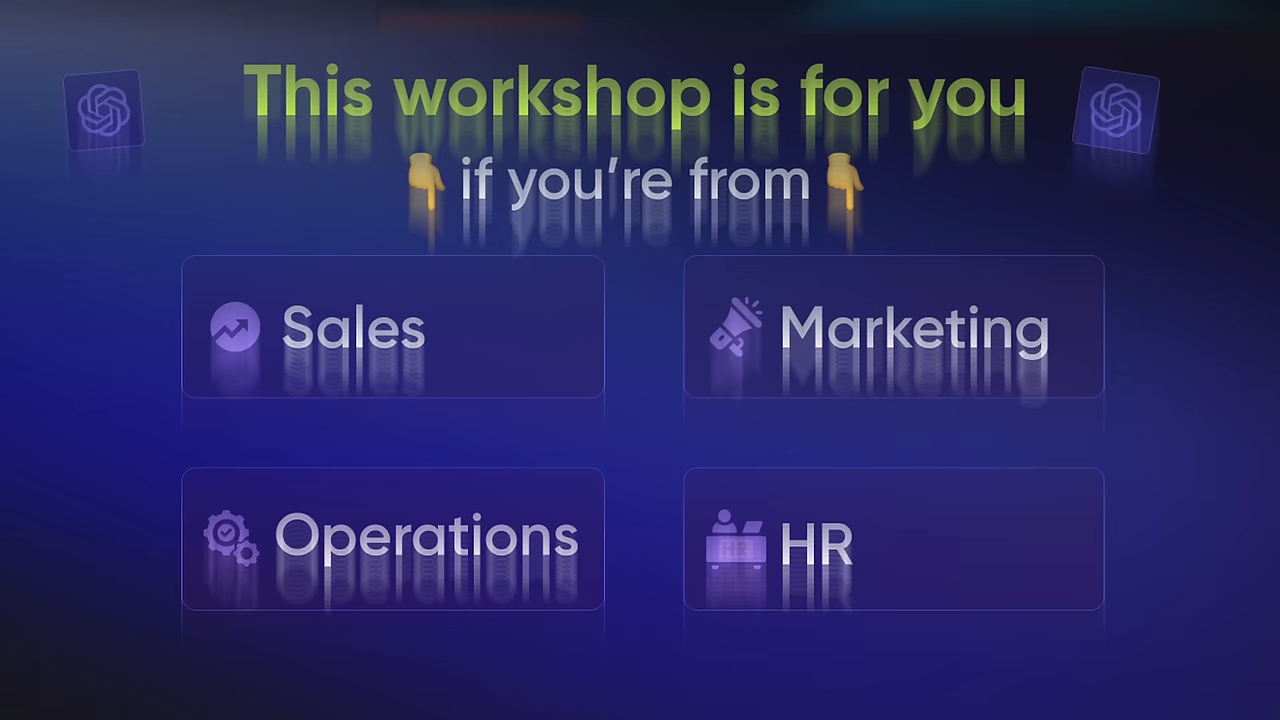 This workshop is for you
👇 if you're from 👇
Sales
Marketing
Operations
HR